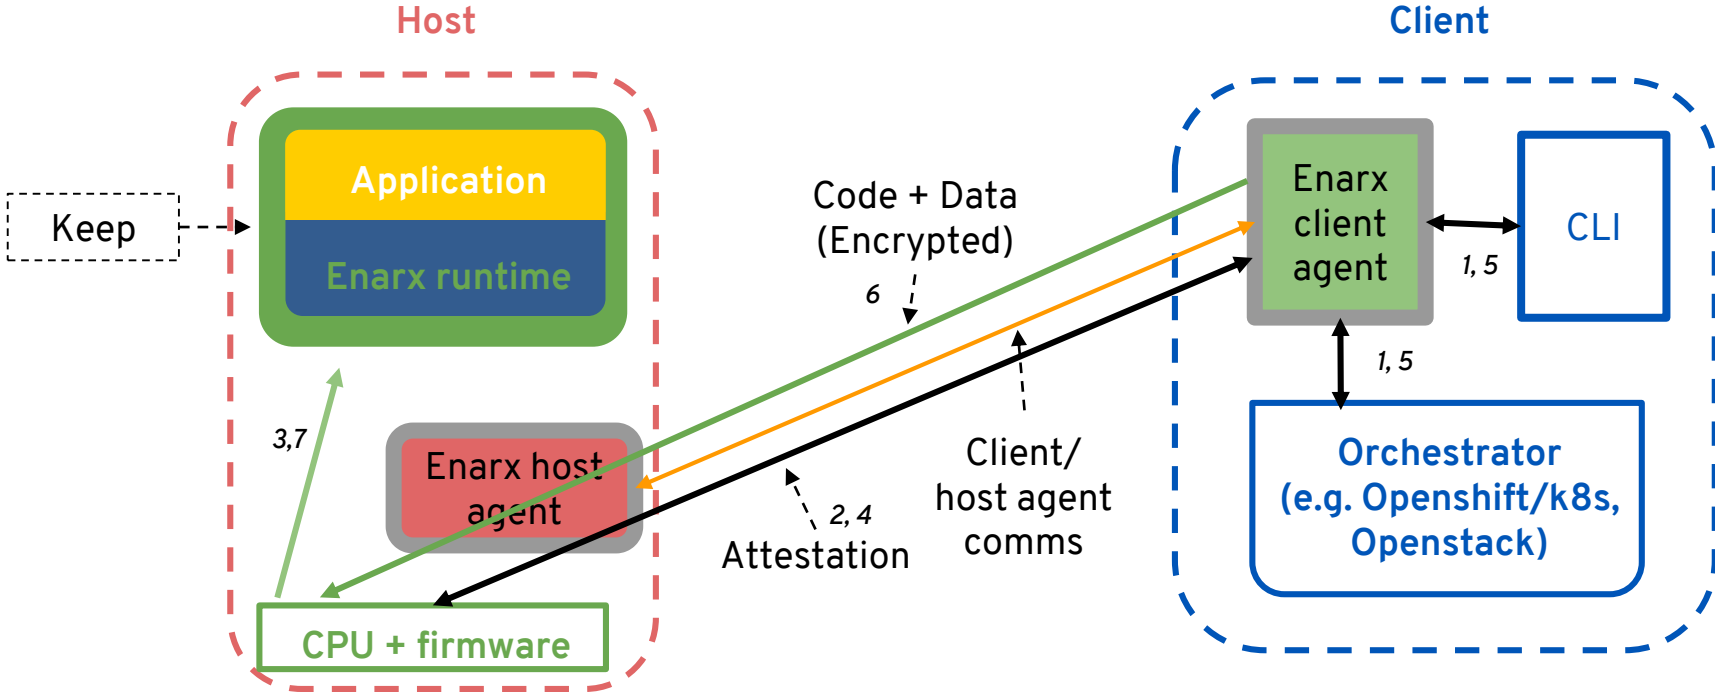 Host
Client
Application
Enarx runtime
Keep
3,7
Enarx host
agent
CPU + firmware
Code + Data
(Encrypted)
6
2, 4
Attestation
Client/
host agent
comms
Enarx
client
agent
1, 5
CLI
1, 5
Orchestrator
(e.g. Openshift/k8s,
Openstack)